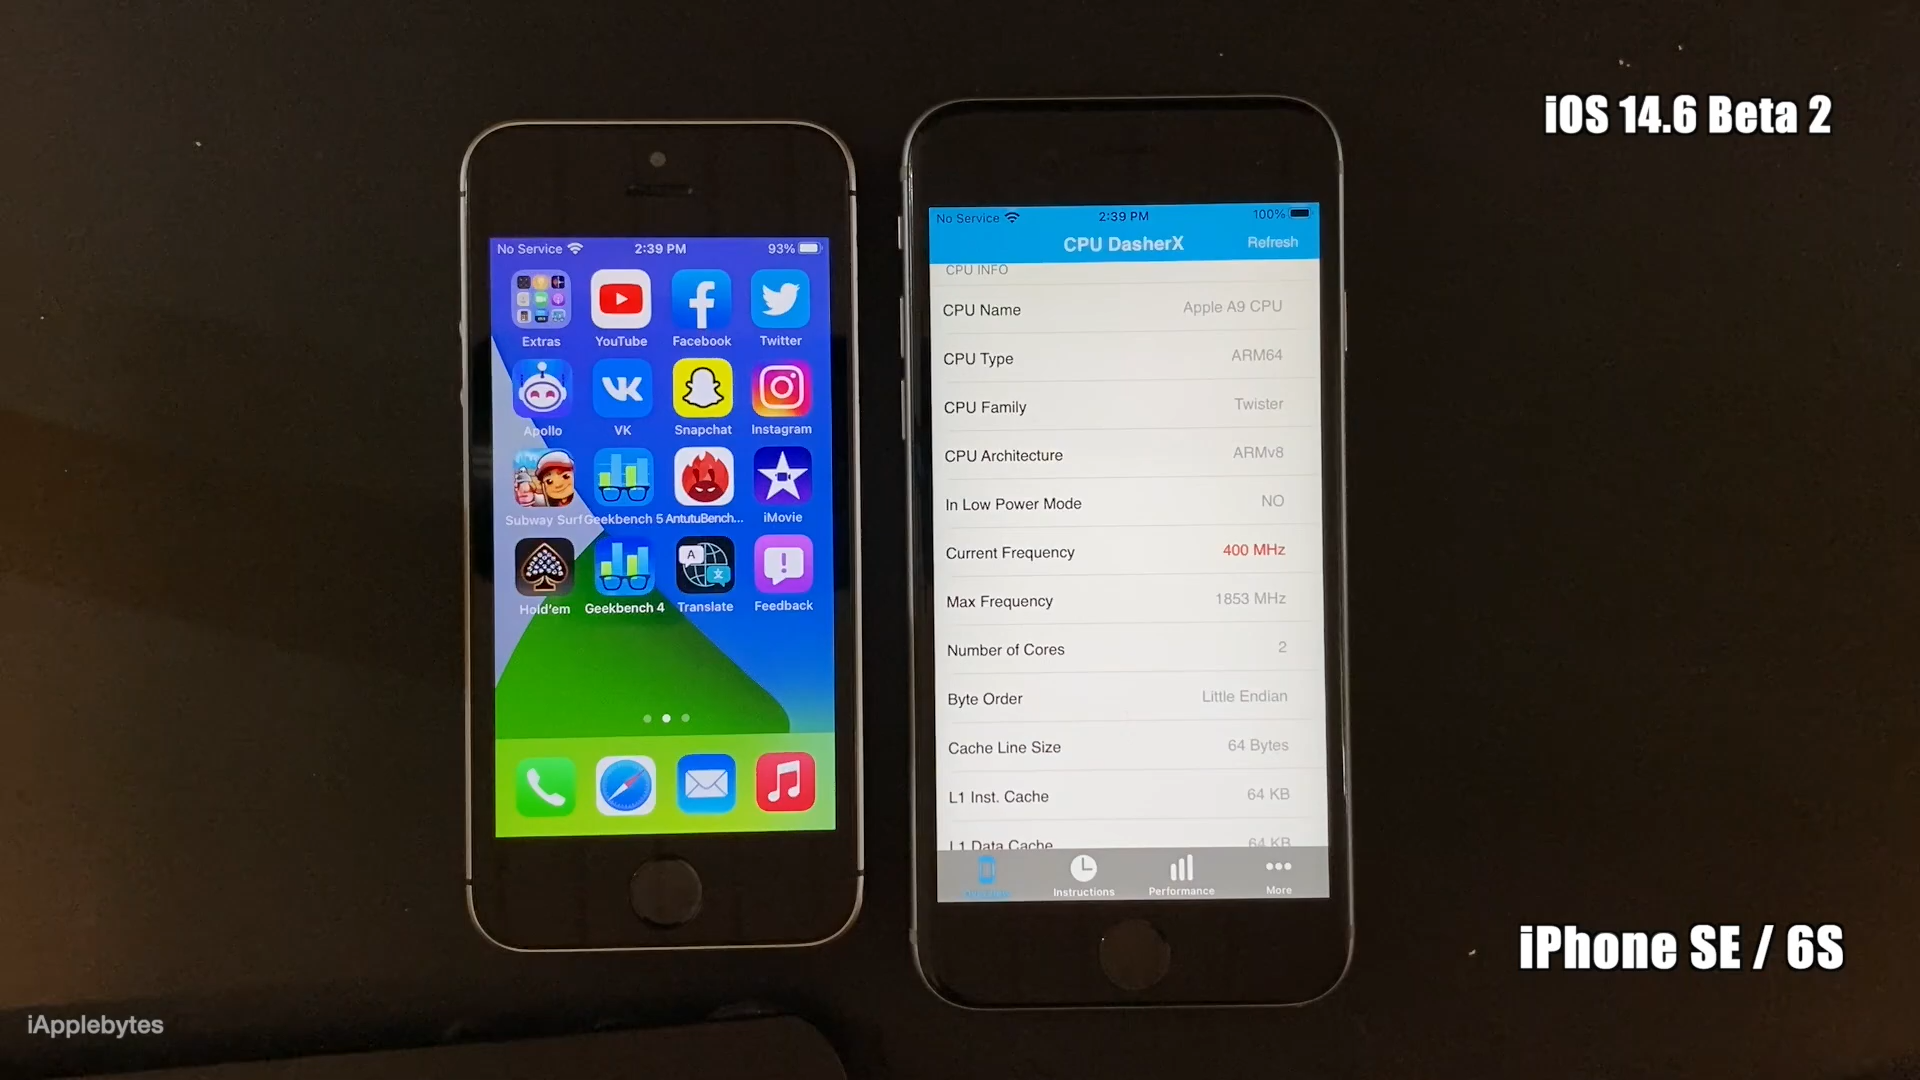 iOS 14.6 Beta 2
No Service 2:39 PM 93%
Extras YouTube Facebook Twitter
Apollo VK Snapchat Instagram
Subway Surf Geekbench 5 AntutuBench... iMovie
Hold'em Geekbench 4 Translate Feedback
No Service 2:39 PM 100%
CPU DasherX Refresh
CPU INFO
CPU Name Apple A9 CPU
CPU Type ARM64
CPU Family Twister
CPU Architecture ARMv8
In Low Power Mode NO
Current Frequency 400 MHz
Max Frequency 1853 MHz
Number of Cores 2
Byte Order Little Endian
Cache Line Size 64 Bytes
L1 Inst. Cache 64 KB
L1 Data Cache 64 KB
Instructions Performance More
iPhone SE / 6S
iApplebytes